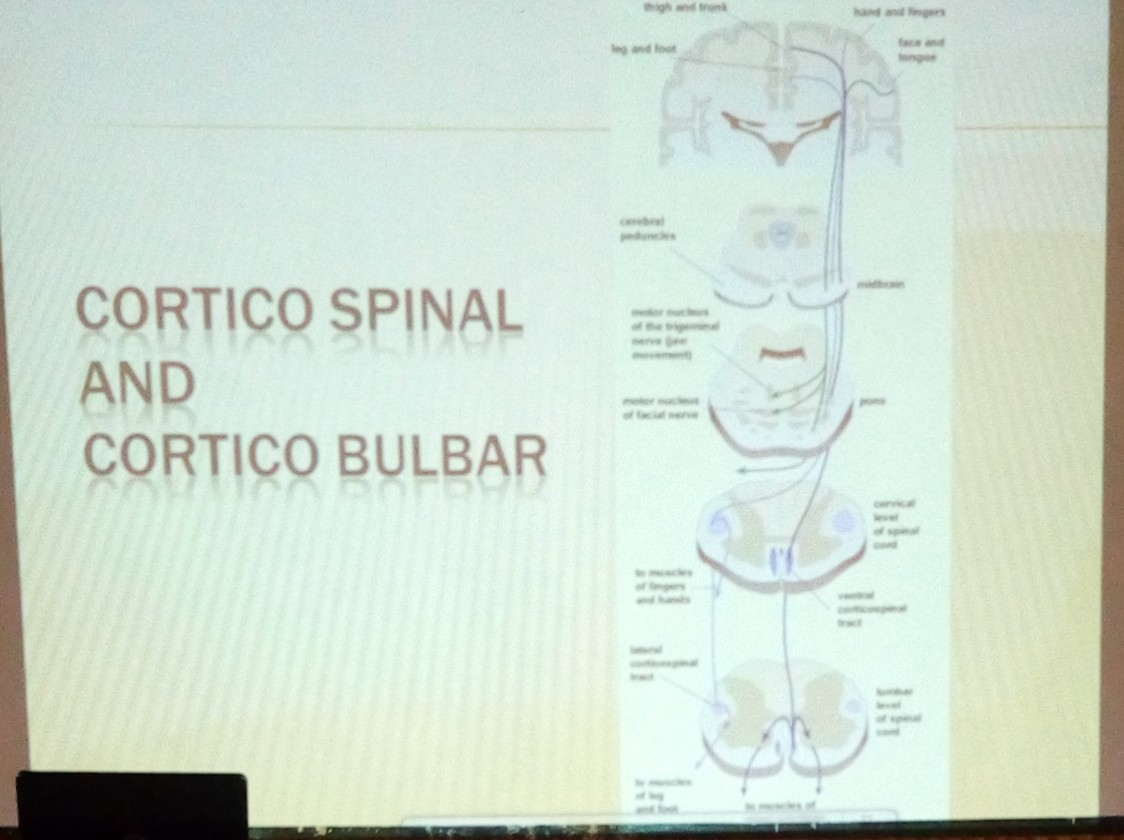 thigh and trunk
hand and fingers
leg and foot
face and
tongue
cerebral
peduncles
midbrain
CORTICO SPINAL
AND
CORTICO BULBAR
motor nucleus
of the trigeminal
nerve (jaw
movement)
motor nucleus
of facial nerve
pons
cervical
level
of spinal
cord
to muscles
of fingers
and hands
ventral
corticospinal
tract
lateral
corticospinal
tract
lumbar
level
of spinal
cord
to muscles
of leg
and foot
to muscles of